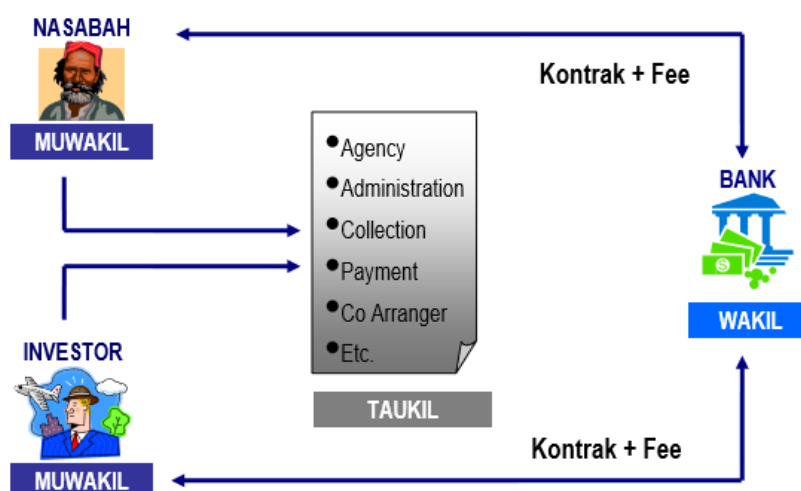 NASABAH
MUWAKIL
Kontrak + Fee
•Agency
•Administration
•Collection
•Payment
•Co Arranger
•Etc.
TAUKIL
BANK
$
WAKIL
INVESTOR
MUWAKIL
Kontrak + Fee